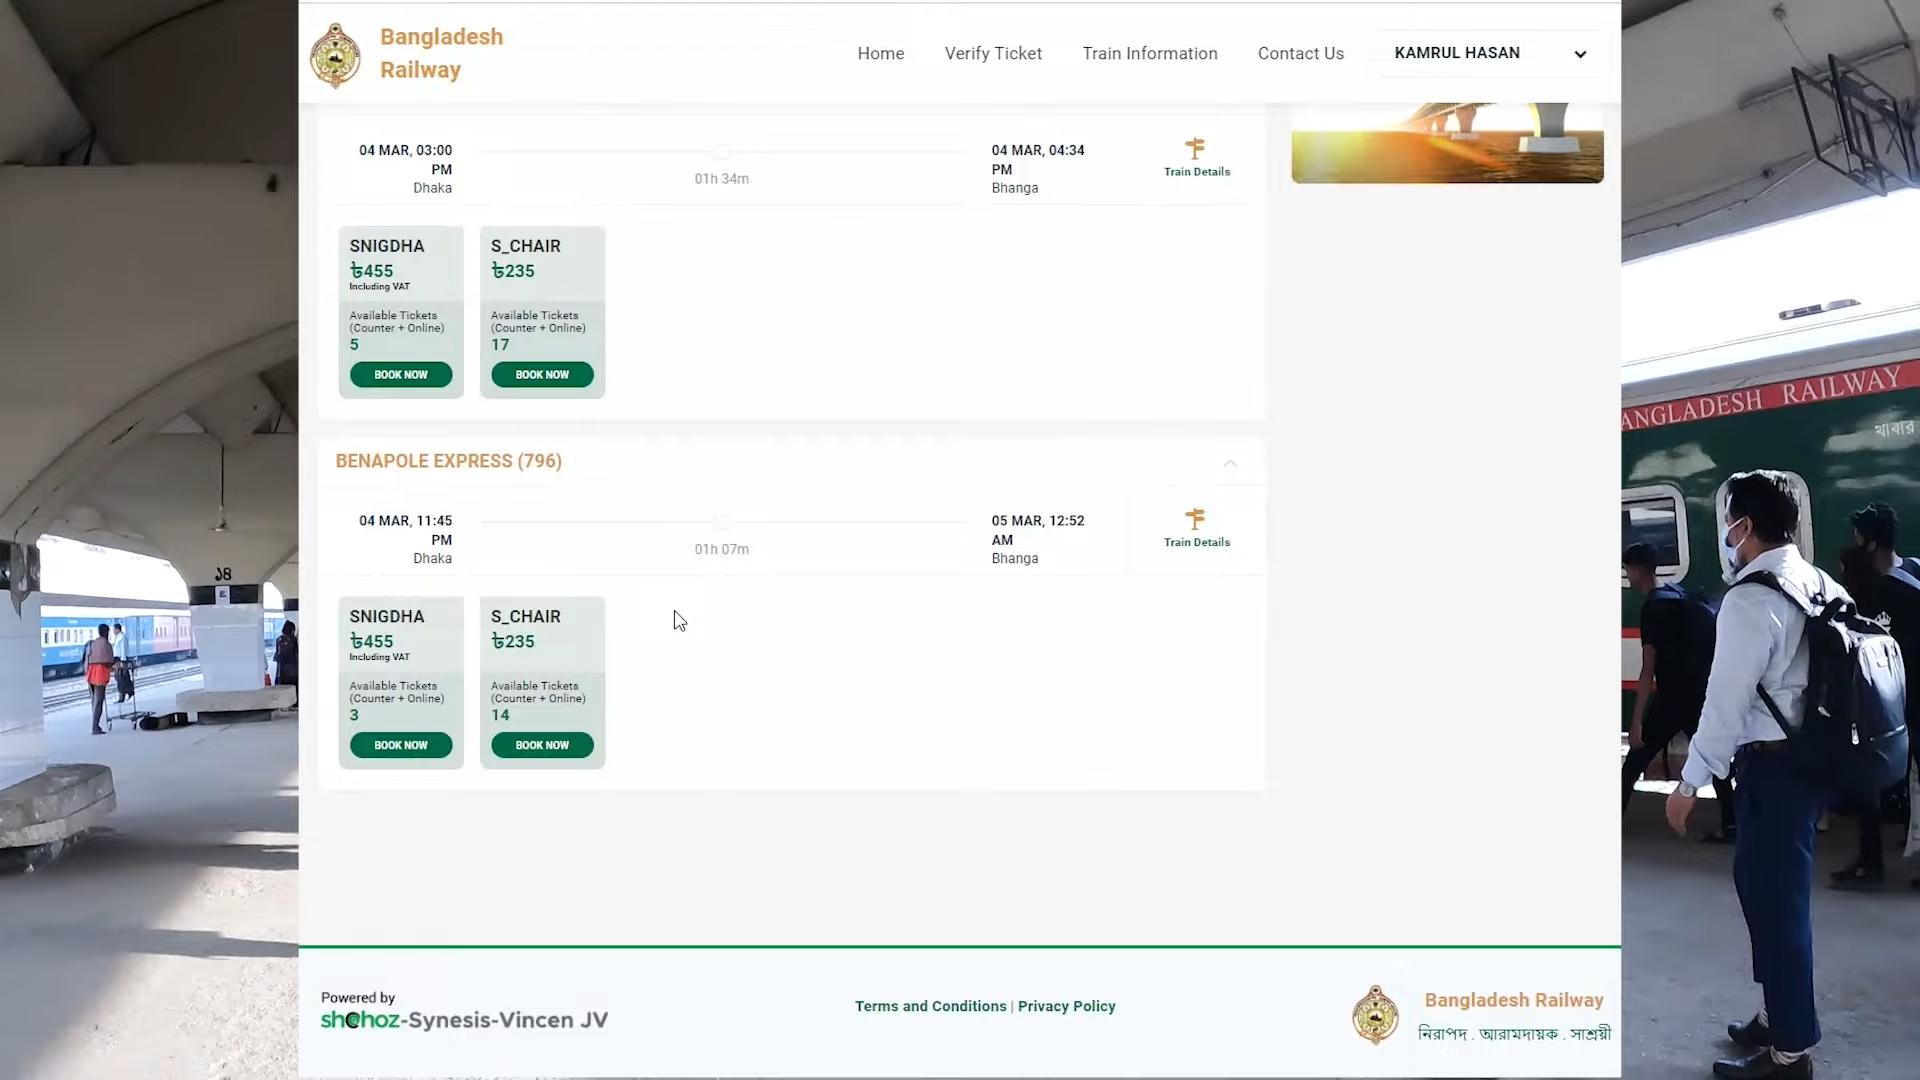 Bangladesh
Railway
Home
Verify Ticket
Train Information
Contact Us
KAMRUL HASAN
04 MAR, 03:00
PM
Dhaka
01h 34m
04 MAR, 04:34
PM
Bhanga
Train Details
SNIGDHA
৳455
Including VAT
Available Tickets
(Counter + Online)
5
BOOK NOW
S_CHAIR
৳235
Available Tickets
(Counter + Online)
17
BOOK NOW
BENAPOLE EXPRESS (796)
04 MAR, 11:45
PM
Dhaka
01h 07m
05 MAR, 12:52
AM
Bhanga
Train Details
SNIGDHA
৳455
Including VAT
Available Tickets
(Counter + Online)
3
BOOK NOW
S_CHAIR
৳235
Available Tickets
(Counter + Online)
14
BOOK NOW
Powered by
shohoz-Synesis-Vincen JV
Terms and Conditions | Privacy Policy
Bangladesh Railway
নিরাপদ . আরামদায়ক . সাশ্রয়ী
১৪
ANGLADESH RAILWAY
খাবার